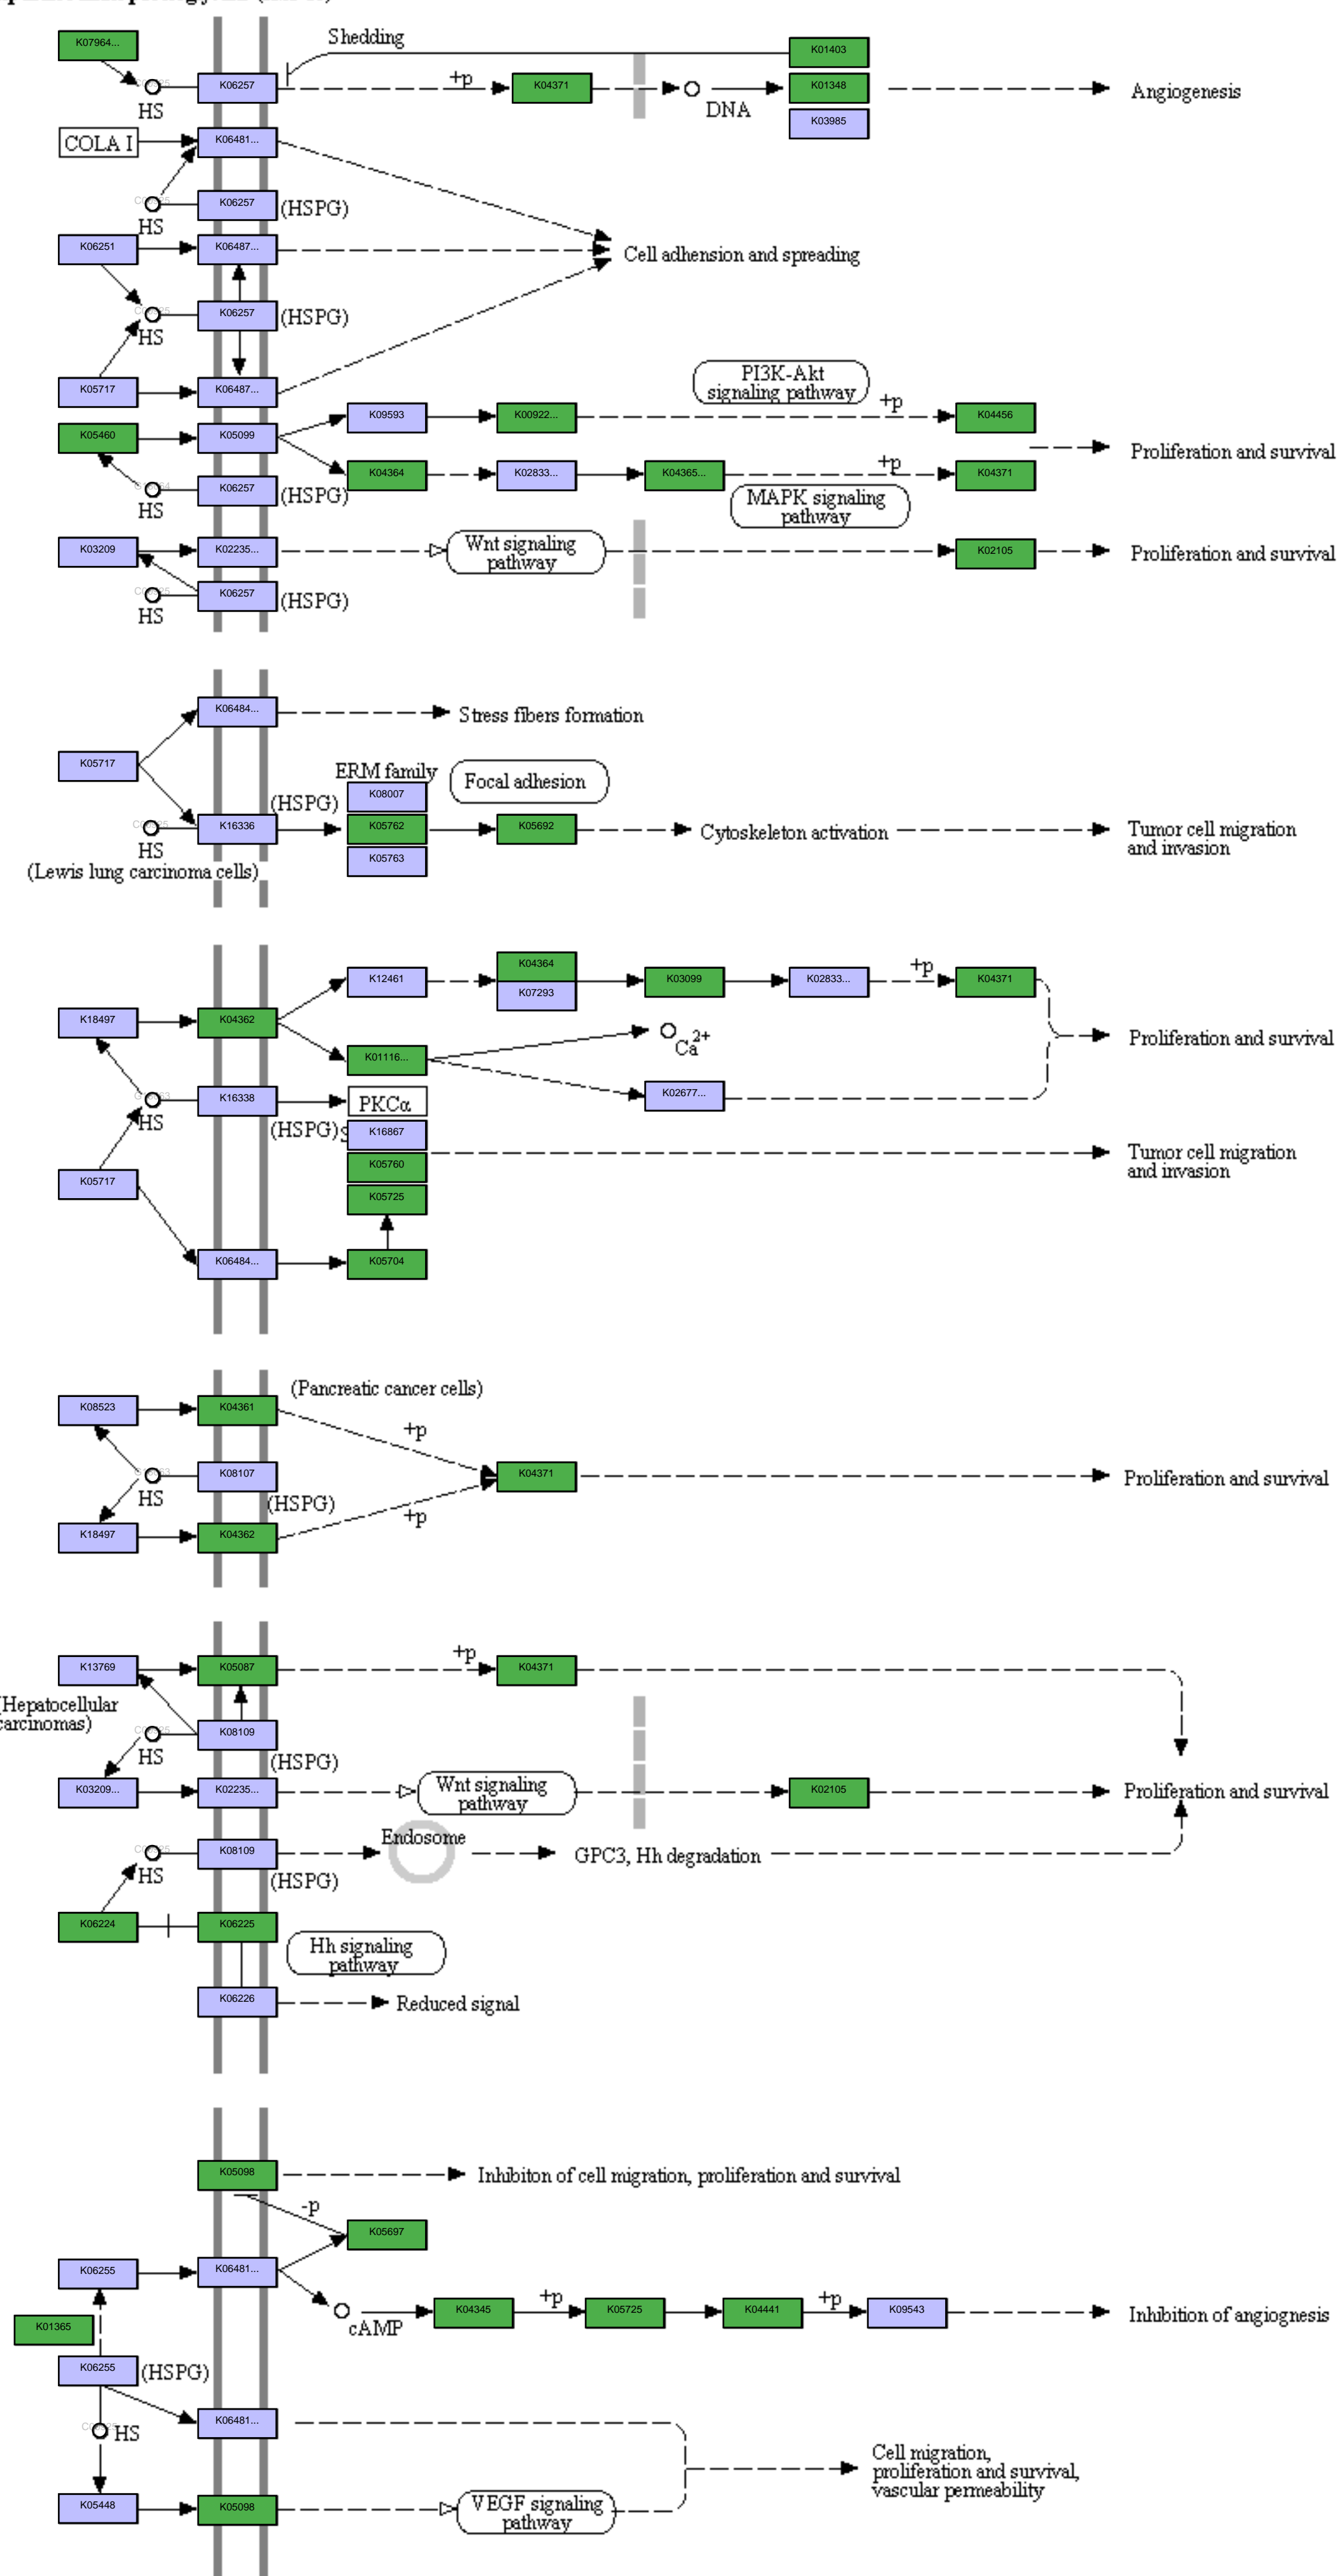 K07964...
Shedding
K01403
K06257
+p
K04371
K01348
Angiogenesis
HS
DNA
K03985
COLA I
K06481...
K06257
(HSPG)
HS
K06251
K06487...
Cell adhension and spreading
K06257
(HSPG)
HS
PI3K-Akt
signaling pathway
K05717
K06487...
K09593
K00922...
+p
K04456
K05460
K05099
Proliferation and survival
K04364
K02833...
K04365...
+p
K04371
K06257
(HSPG)
HS
MAPK signaling
pathway
K03209
K02235...
Wnt signaling
pathway
K02105
Proliferation and survival
K06257
(HSPG)
HS
K06484...
Stress fibers formation
K05717
ERM family
Focal adhesion
(HSPG)
K08007
K16336
K05762
K05692
Cytoskeleton activation
Tumor cell migration
and invasion
HS
K05763
(Lewis lung carcinoma cells)
K12461
K04364
K07293
K03099
K02833...
+p
K04371
K18497
K04362
Ca2+
Proliferation and survival
K01116...
K02677...
K16338
PKCα
HS
(HSPG)
K16867
K05760
Tumor cell migration
and invasion
K05717
K05725
K06484...
K05704
(Pancreatic cancer cells)
K08523
K04361
+p
K08107
K04371
Proliferation and survival
HS
(HSPG)
+p
K18497
K04362
K13769
K05087
+p
K04371
(Hepatocellular
carcinomas)
K08109
HS
(HSPG)
K03209...
K02235...
Wnt signaling
pathway
K02105
Proliferation and survival
Endosome
K08109
GPC3, Hh degradation
HS
(HSPG)
K06224
K06225
Hh signaling
pathway
K06226
Reduced signal
K05098
Inhibiton of cell migration, proliferation and survival
-p
K05697
K06255
K06481...
cAMP
K04345
+p
K05725
K04441
+p
K09543
Inhibition of angiognesis
K01365
K06255
(HSPG)
K06481...
HS
Cell migration,
proliferation and survival,
vascular permeability
K05448
K05098
VEGF signaling
pathway